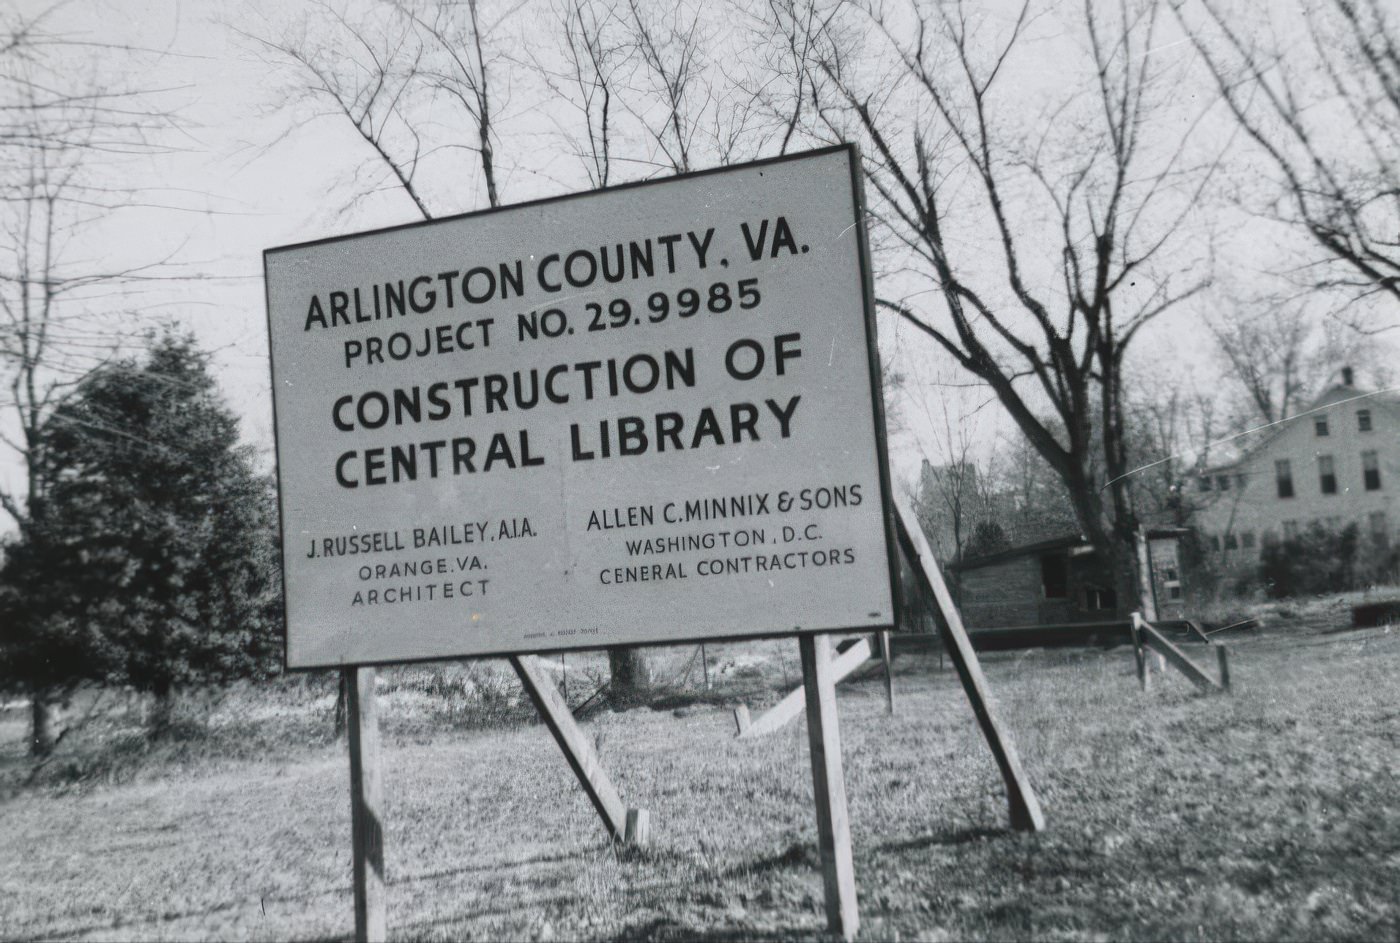 ARLINGTON COUNTY, VA.
PROJECT NO. 29.9985
CONSTRUCTION OF
CENTRAL LIBRARY
J. RUSSELL BAILEY, A.I.A.
ORANGE. VA.
ARCHITECT
ALLEN C. MINNIX & SONS
WASHINGTON, D.C.
GENERAL CONTRACTORS